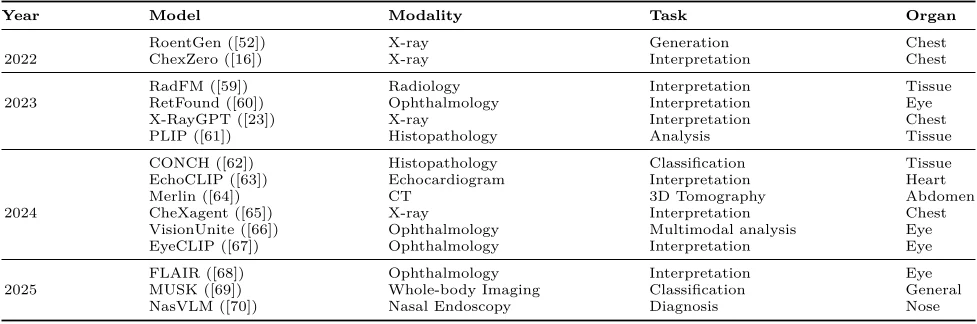 Year Model Modality Task Organ
RoentGen ([52]) X-ray Generation Chest
2022 ChexZero ([16]) X-ray Interpretation Chest
RadFM ([59]) Radiology Interpretation Tissue
2023 RetFound ([60]) Ophthalmology Interpretation Eye
X-RayGPT ([23]) X-ray Interpretation Chest
PLIP ([61]) Histopathology Analysis Tissue
CONCH ([62]) Histopathology Classification Tissue
EchoCLIP ([63]) Echocardiogram Interpretation Heart
Merlin ([64]) CT 3D Tomography Abdomen
2024 CheXagent ([65]) X-ray Interpretation Chest
VisionUnite ([66]) Ophthalmology Multimodal analysis Eye
EyeCLIP ([67]) Ophthalmology Interpretation Eye
FLAIR ([68]) Ophthalmology Interpretation Eye
2025 MUSK ([69]) Whole-body Imaging Classification General
NasVLM ([70]) Nasal Endoscopy Diagnosis Nose